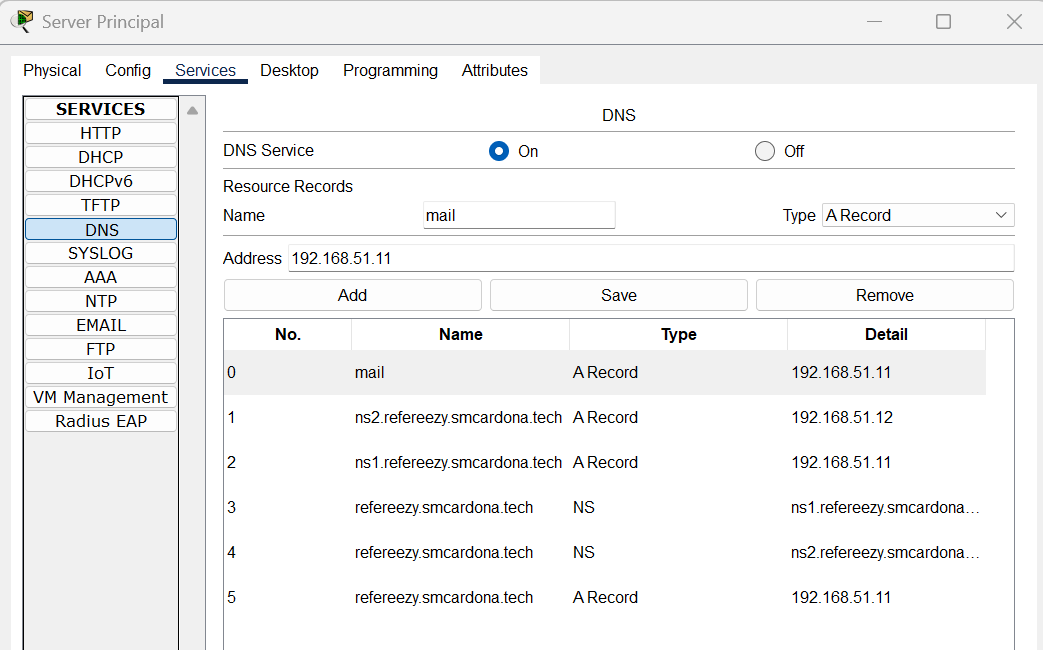 Server Principal
Physical Config Services Desktop Programming Attributes
SERVICES
HTTP
DHCP
DHCPv6
TFTP
DNS
SYSLOG
AAA
NTP
EMAIL
FTP
IoT
VM Management
Radius EAP
DNS
DNS Service On Off
Resource Records
Name mail Type A Record
Address 192.168.51.11
Add Save Remove
No. Name Type Detail
0 mail A Record 192.168.51.11
1 ns2.refereezy.smcardona.tech A Record 192.168.51.12
2 ns1.refereezy.smcardona.tech A Record 192.168.51.11
3 refereezy.smcardona.tech NS ns1.refereezy.smcardona...
4 refereezy.smcardona.tech NS ns2.refereezy.smcardona...
5 refereezy.smcardona.tech A Record 192.168.51.11